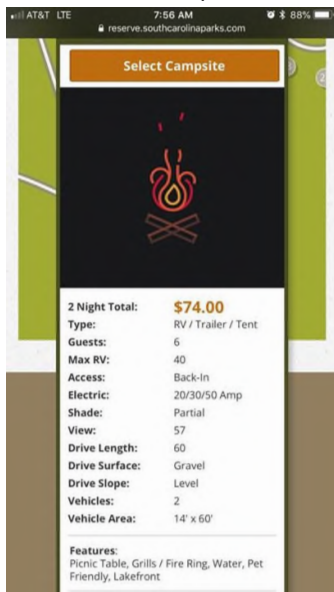 AT&T LTE 7:56 AM 88%
reserve.southcarolinaparks.com
Select Campsite
2 Night Total: $74.00
Type: RV / Trailer / Tent
Guests: 6
Max RV: 40
Access: Back-In
Electric: 20/30/50 Amp
Shade: Partial
View: 57
Drive Length: 60
Drive Surface: Gravel
Drive Slope: Level
Vehicles: 2
Vehicle Area: 14' x 60'
Features:
Picnic Table, Grills / Fire Ring, Water, Pet
Friendly, Lakefront